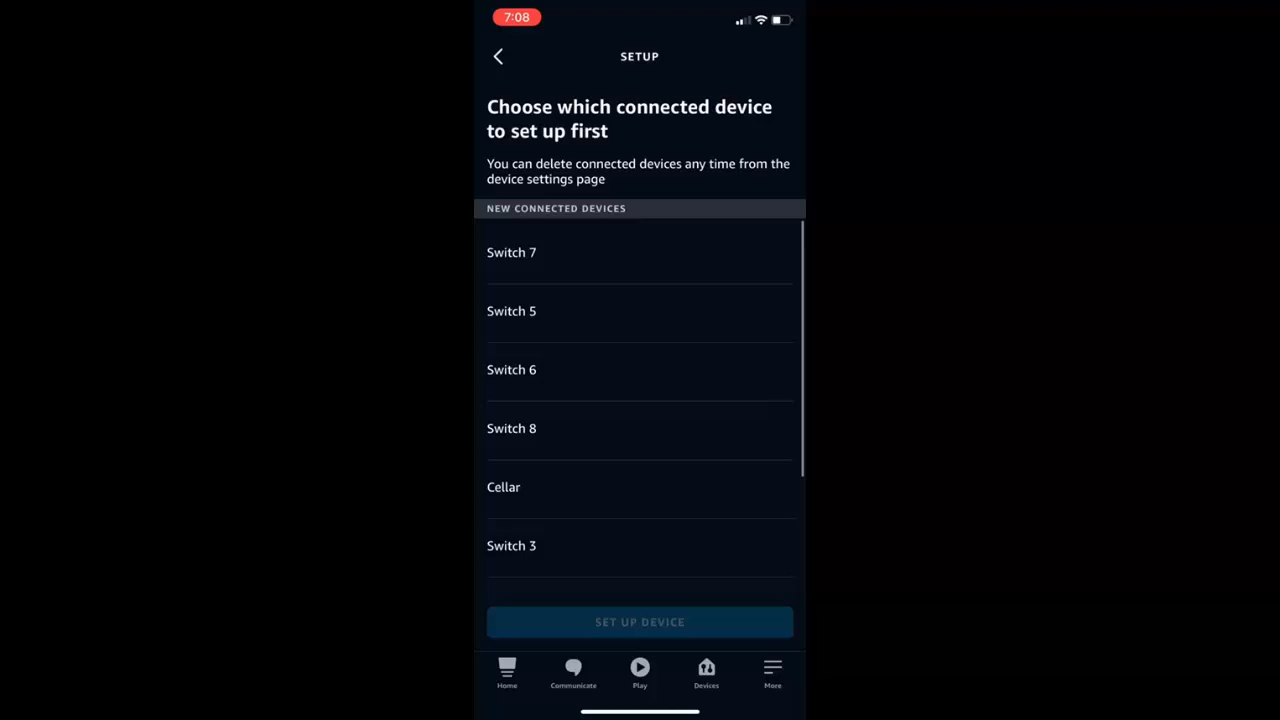 7:08
SETUP
Choose which connected device
to set up first
You can delete connected devices any time from the
device settings page
NEW CONNECTED DEVICES
Switch 7
Switch 5
Switch 6
Switch 8
Cellar
Switch 3
SET UP DEVICE
Home Communicate Play Devices More